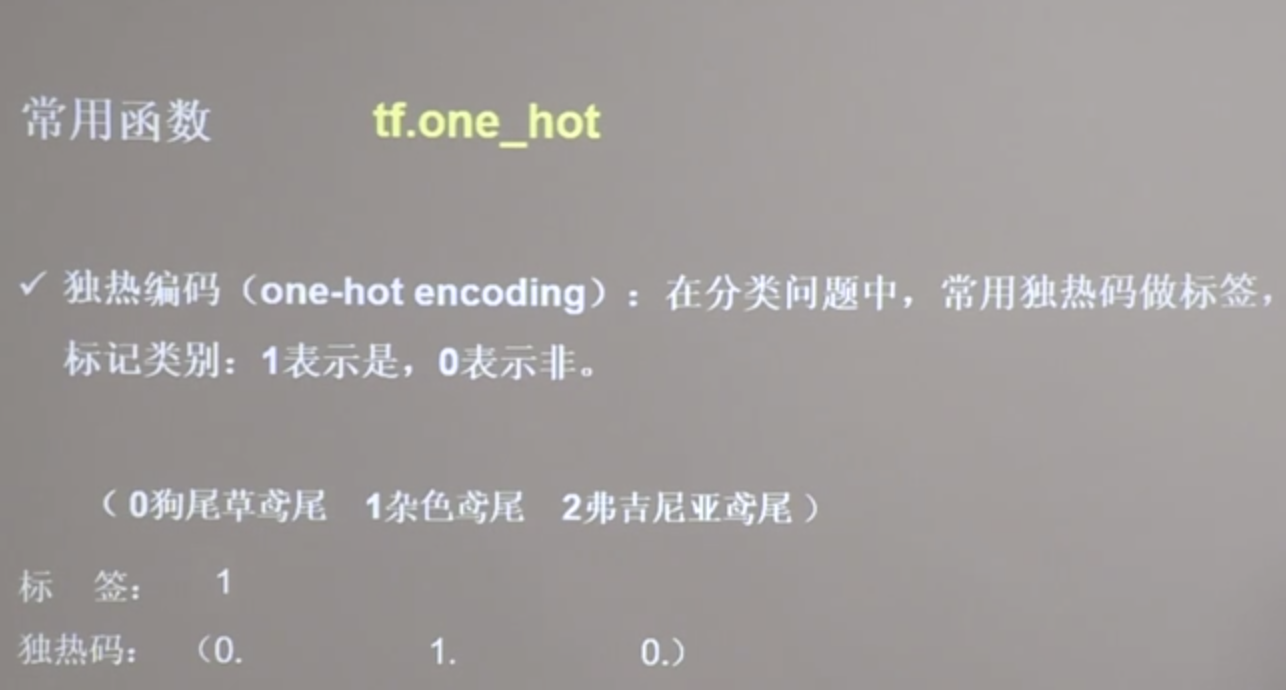 常用函数 tf.one_hot
✓ 独热编码（one-hot encoding）：在分类问题中，常用独热码做标签，
标记类别：1表示是，0表示非。
（0狗尾草鸢尾 1杂色鸢尾 2弗吉尼亚鸢尾）
标 签： 1
独热码：（0. 1. 0.）